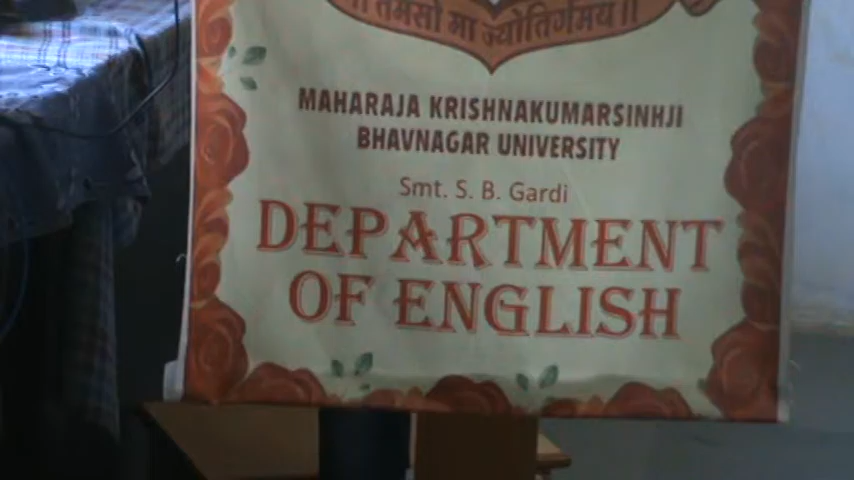 तमसो मा ज्योतिर्गमय ॥
MAHARAJA KRISHNAKUMARSINHJI
BHAVNAGAR UNIVERSITY
Smt. S. B. Gardi
DEPARTMENT
OF ENGLISH